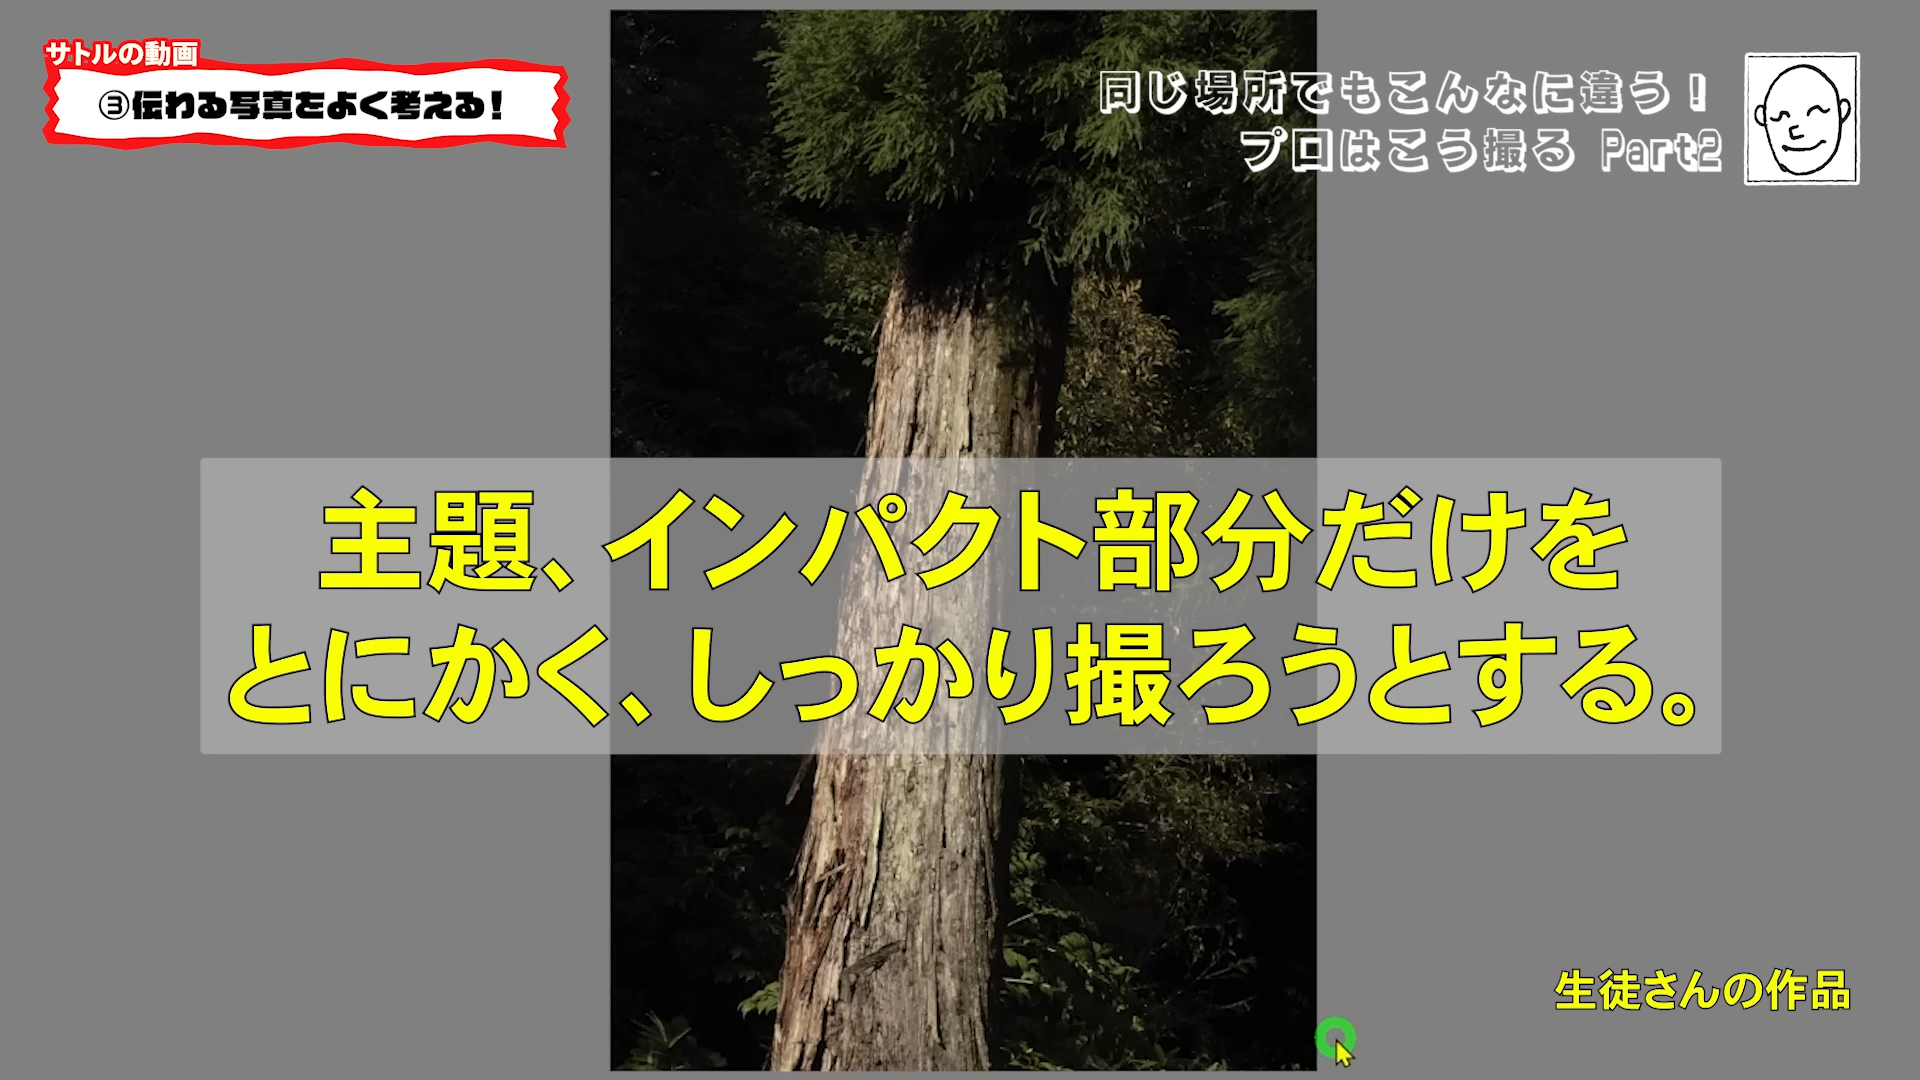 サトルの動画
③伝わる写真をよく考える！
同じ場所でもこんなに違う！
プロはこう撮る Part2
主題、インパクト部分だけを
とにかく、しっかり撮ろうとする。
生徒さんの作品